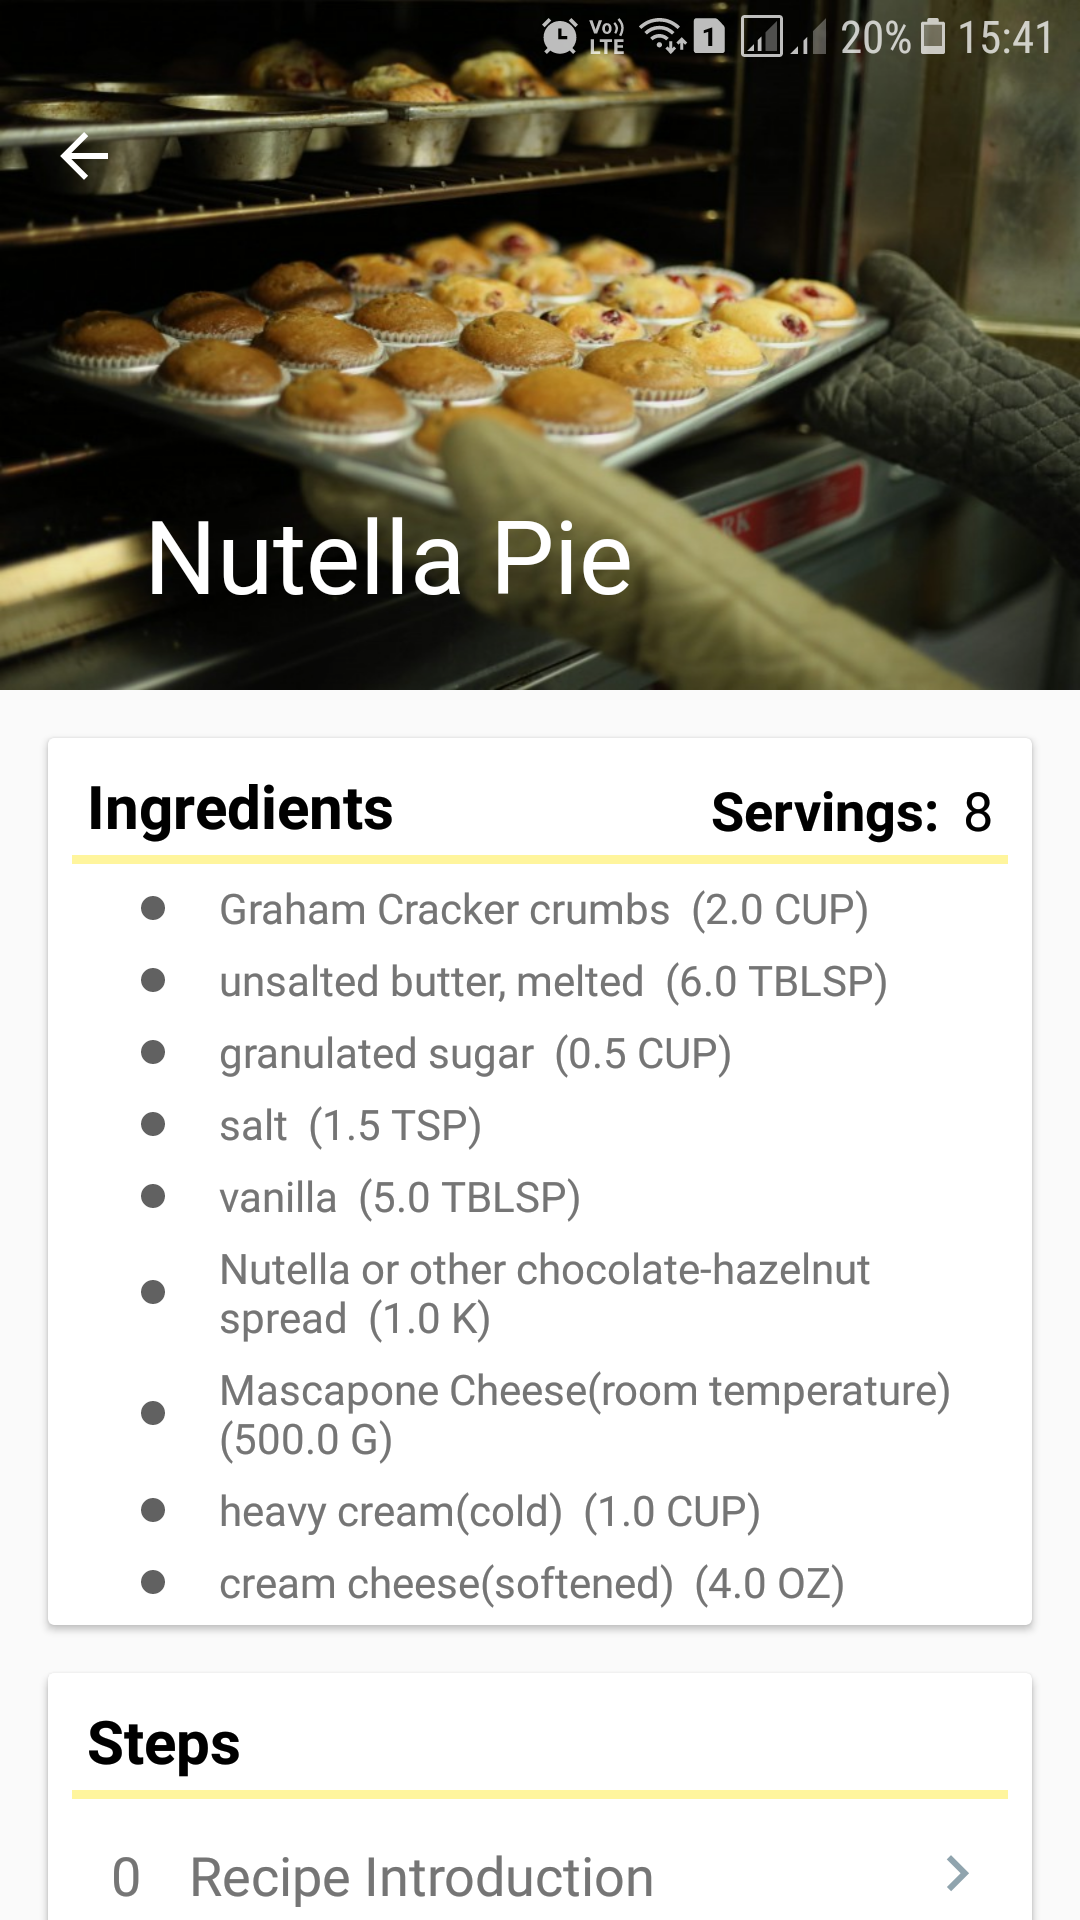 Vo)) LTE 1 20% 15:41
RK
Nutella Pie
Ingredients Servings: 8
Graham Cracker crumbs (2.0 CUP)
unsalted butter, melted (6.0 TBLSP)
granulated sugar (0.5 CUP)
salt (1.5 TSP)
vanilla (5.0 TBLSP)
Nutella or other chocolate-hazelnut
spread (1.0 K)
Mascapone Cheese(room temperature)
(500.0 G)
heavy cream(cold) (1.0 CUP)
cream cheese(softened) (4.0 OZ)
Steps
0 Recipe Introduction